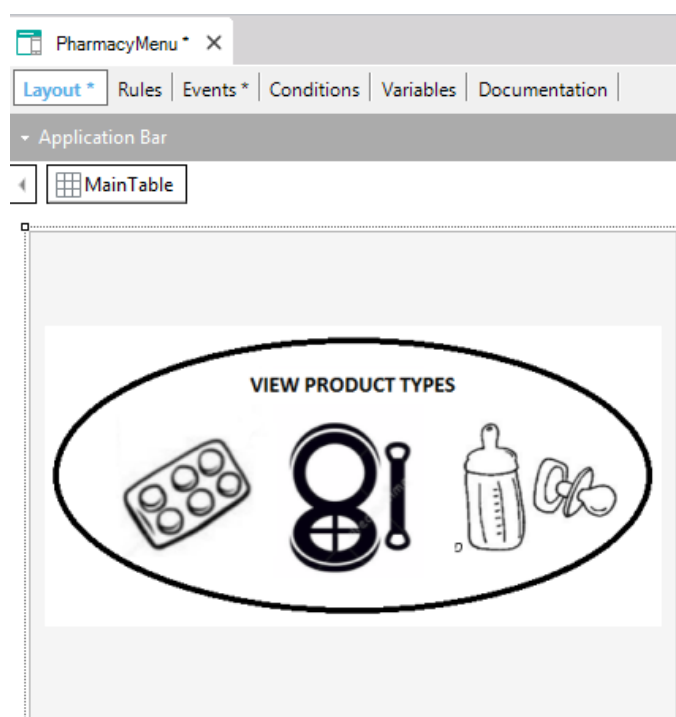 PharmacyMenu *
Layout * Rules Events * Conditions Variables Documentation
Application Bar
MainTable
VIEW PRODUCT TYPES